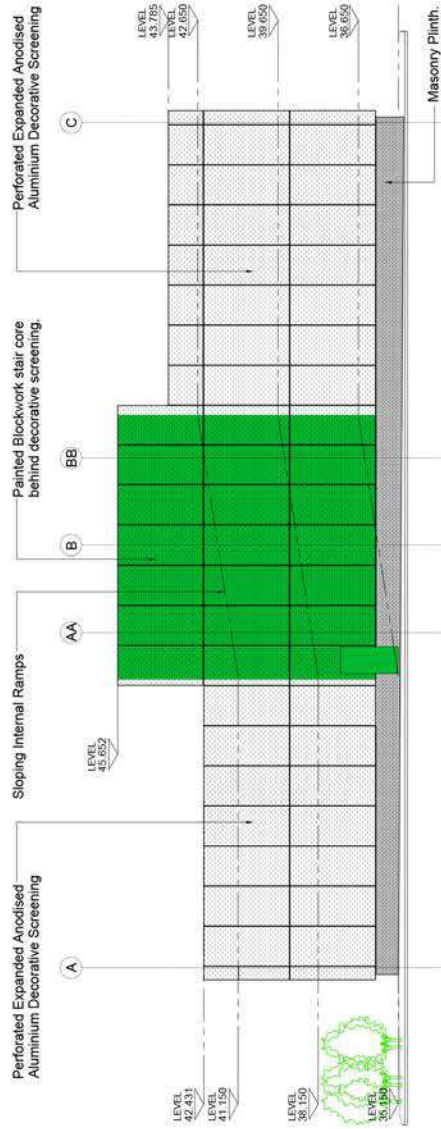 Perforated Expanded Anodised
Aluminium Decorative Screening
Sloping Internal Ramps
Painted Blockwork stair core
behind decorative screening.
Perforated Expanded Anodised
Aluminium Decorative Screening
A
AA
B
BB
C
LEVEL
45.652
LEVEL
42.431
LEVEL
41.150
LEVEL
38.150
LEVEL
35.150
LEVEL
43.785
LEVEL
42.650
LEVEL
39.650
LEVEL
36.650
Masonry Plinth.